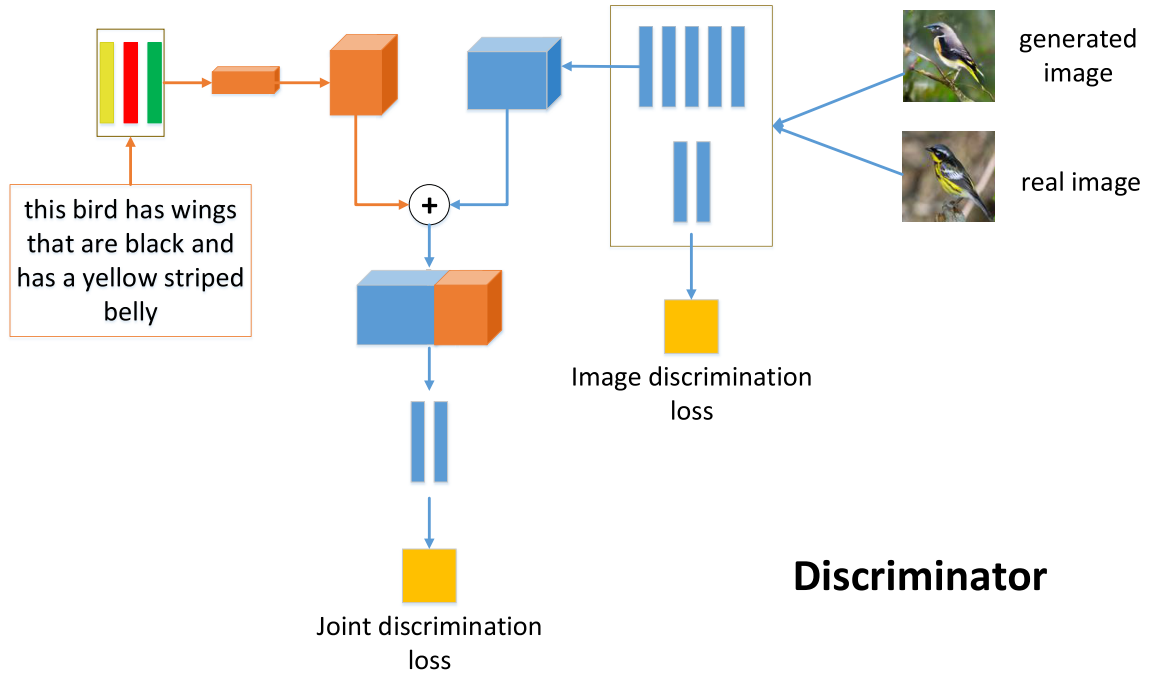 generated
image
real image
this bird has wings
that are black and
has a yellow striped
belly
+
Image discrimination
loss
Discriminator
Joint discrimination
loss